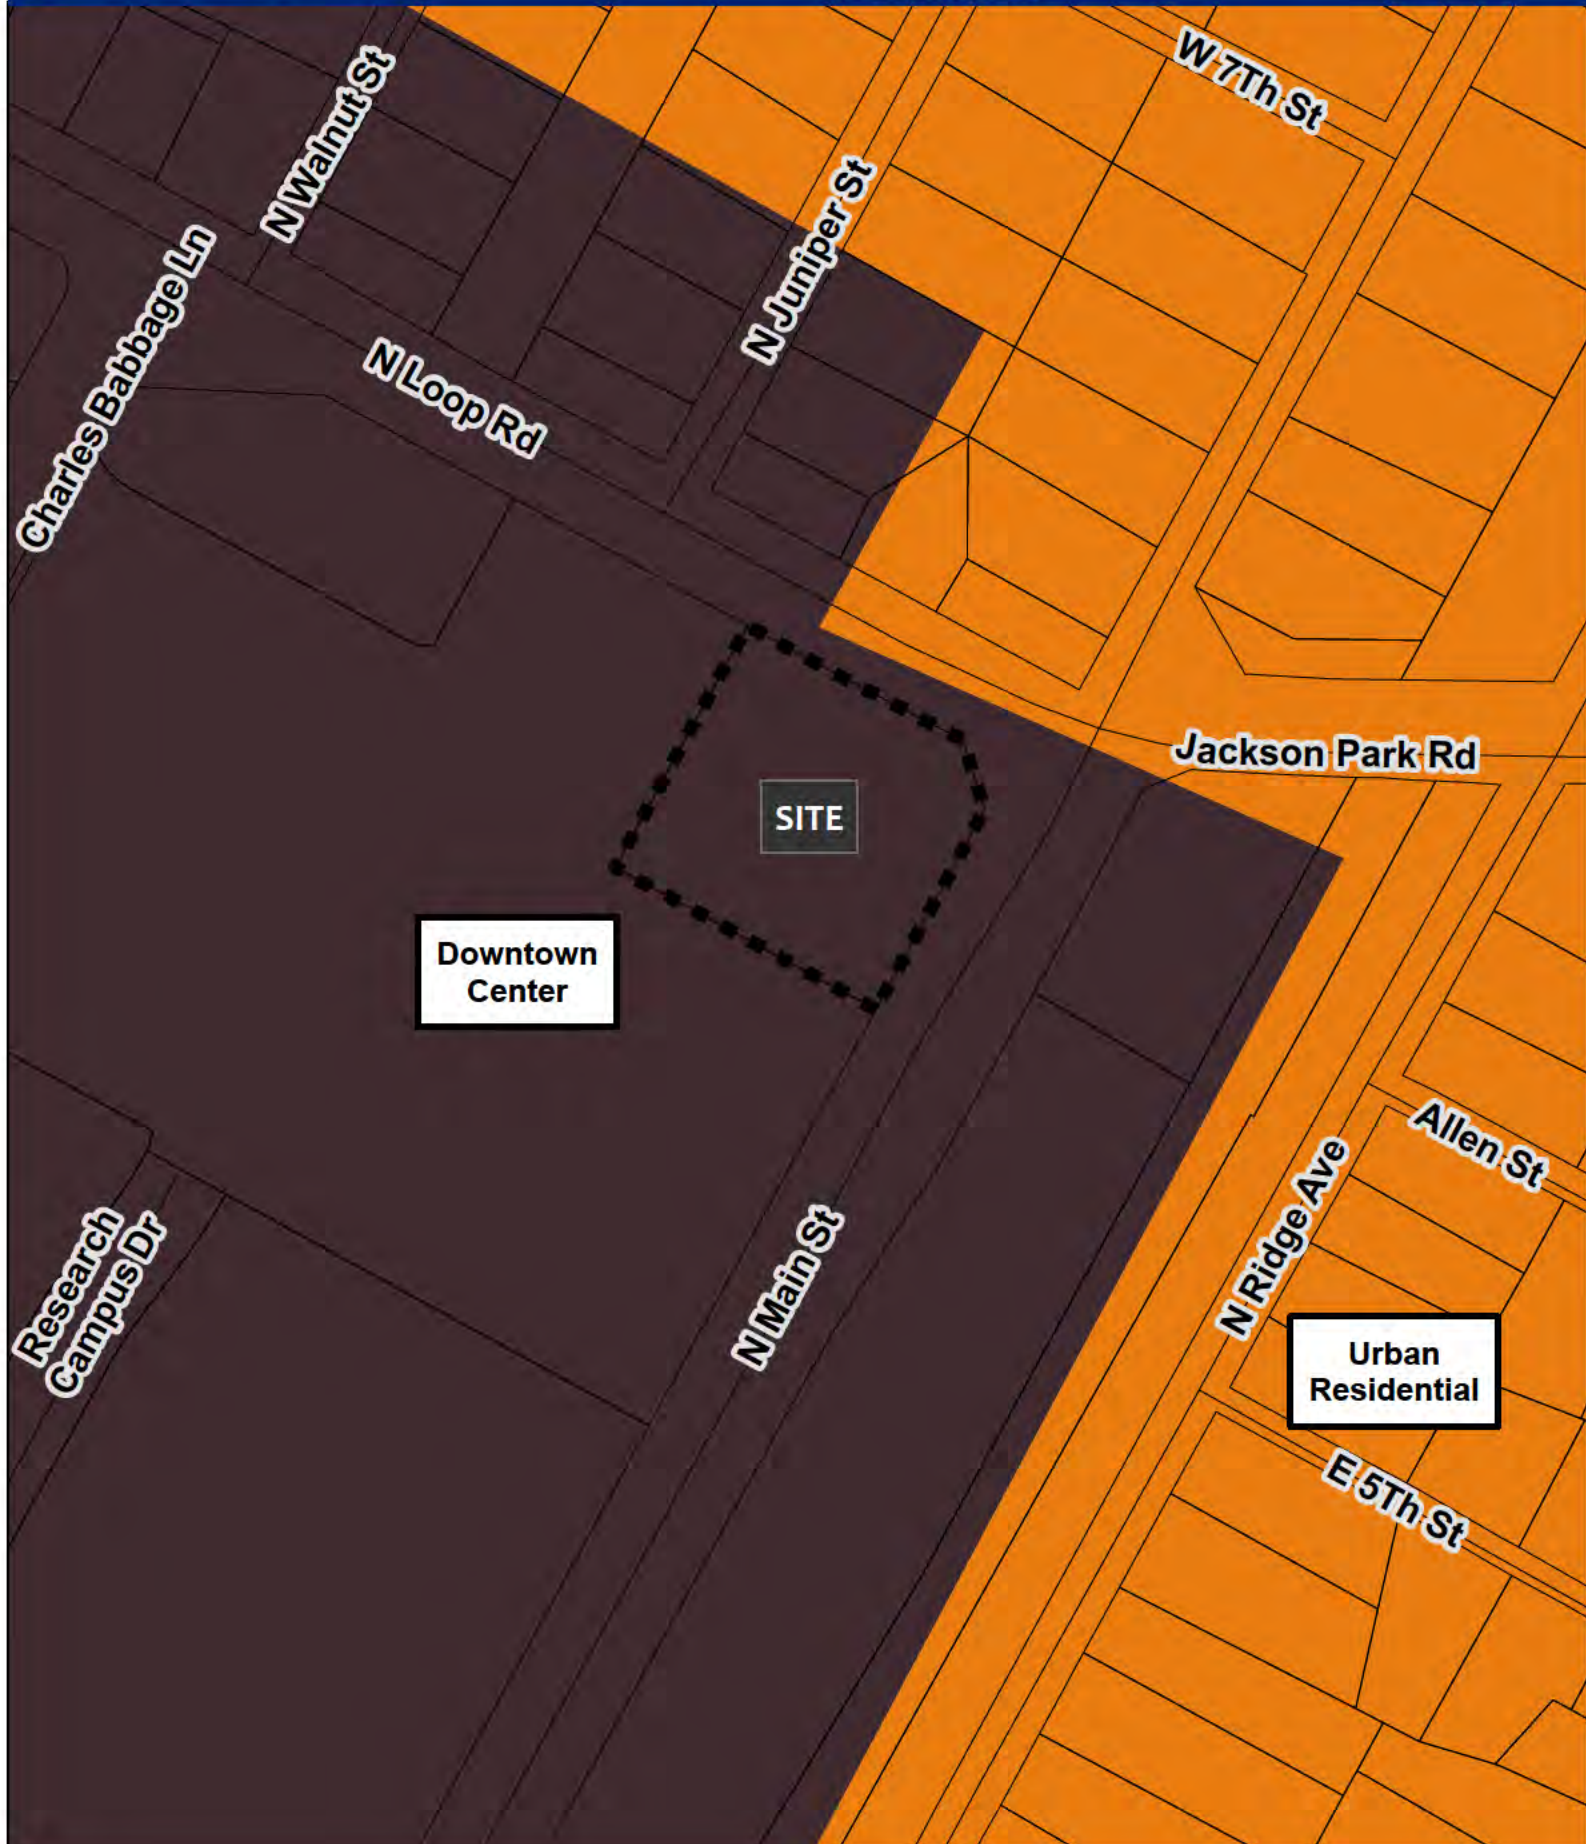 W 7Th St
N Walnut St
N Juniper St
Charles Babbage Ln
N Loop Rd
Jackson Park Rd
SITE
Downtown
Center
Allen St
N Ridge Ave
Research
Campus Dr
N Main St
Urban
Residential
E 5Th St